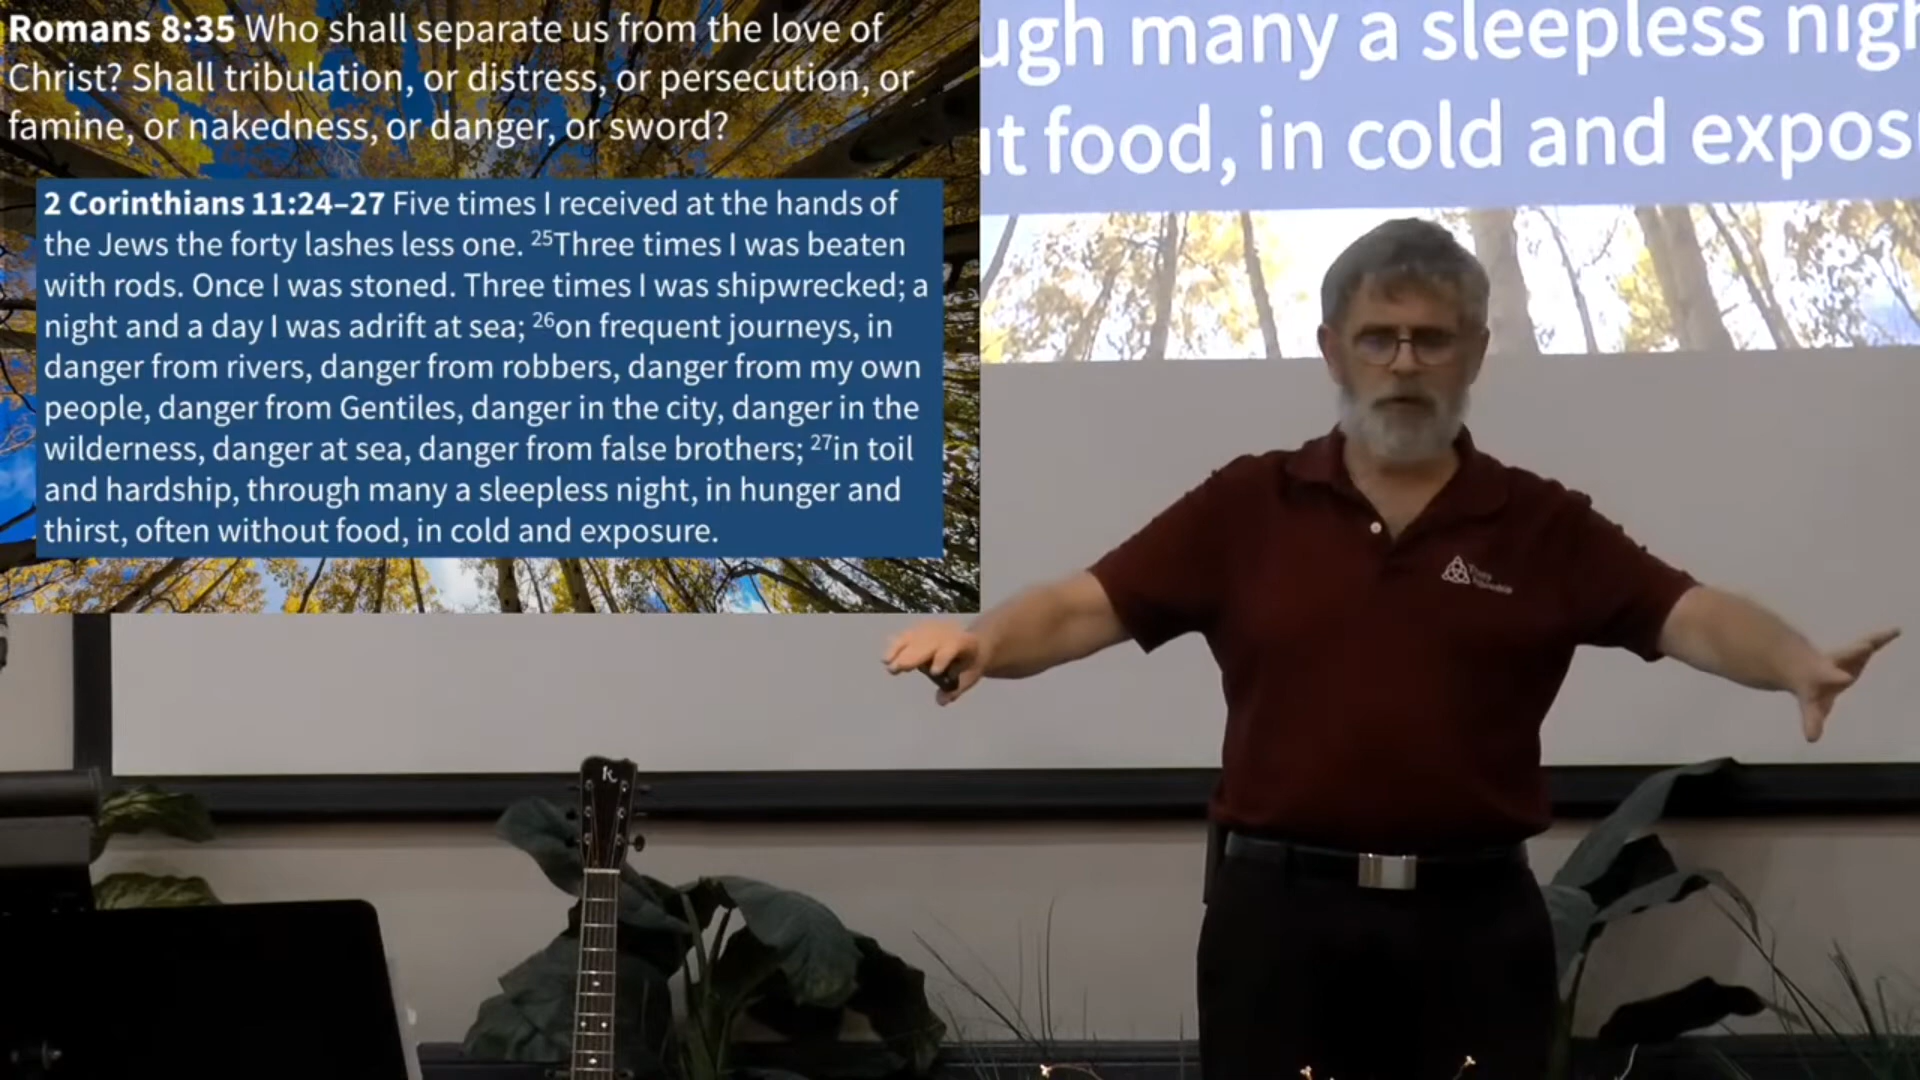 Romans 8:35 Who shall separate us from the love of
Christ? Shall tribulation, or distress, or persecution, or
famine, or nakedness, or danger, or sword?
2 Corinthians 11:24–27 Five times I received at the hands of
the Jews the forty lashes less one. ²⁵Three times I was beaten
with rods. Once I was stoned. Three times I was shipwrecked; a
night and a day I was adrift at sea; ²⁶on frequent journeys, in
danger from rivers, danger from robbers, danger from my own
people, danger from Gentiles, danger in the city, danger in the
wilderness, danger at sea, danger from false brothers; ²⁷in toil
and hardship, through many a sleepless night, in hunger and
thirst, often without food, in cold and exposure.
ugh many a sleepless nigh
ut food, in cold and expos